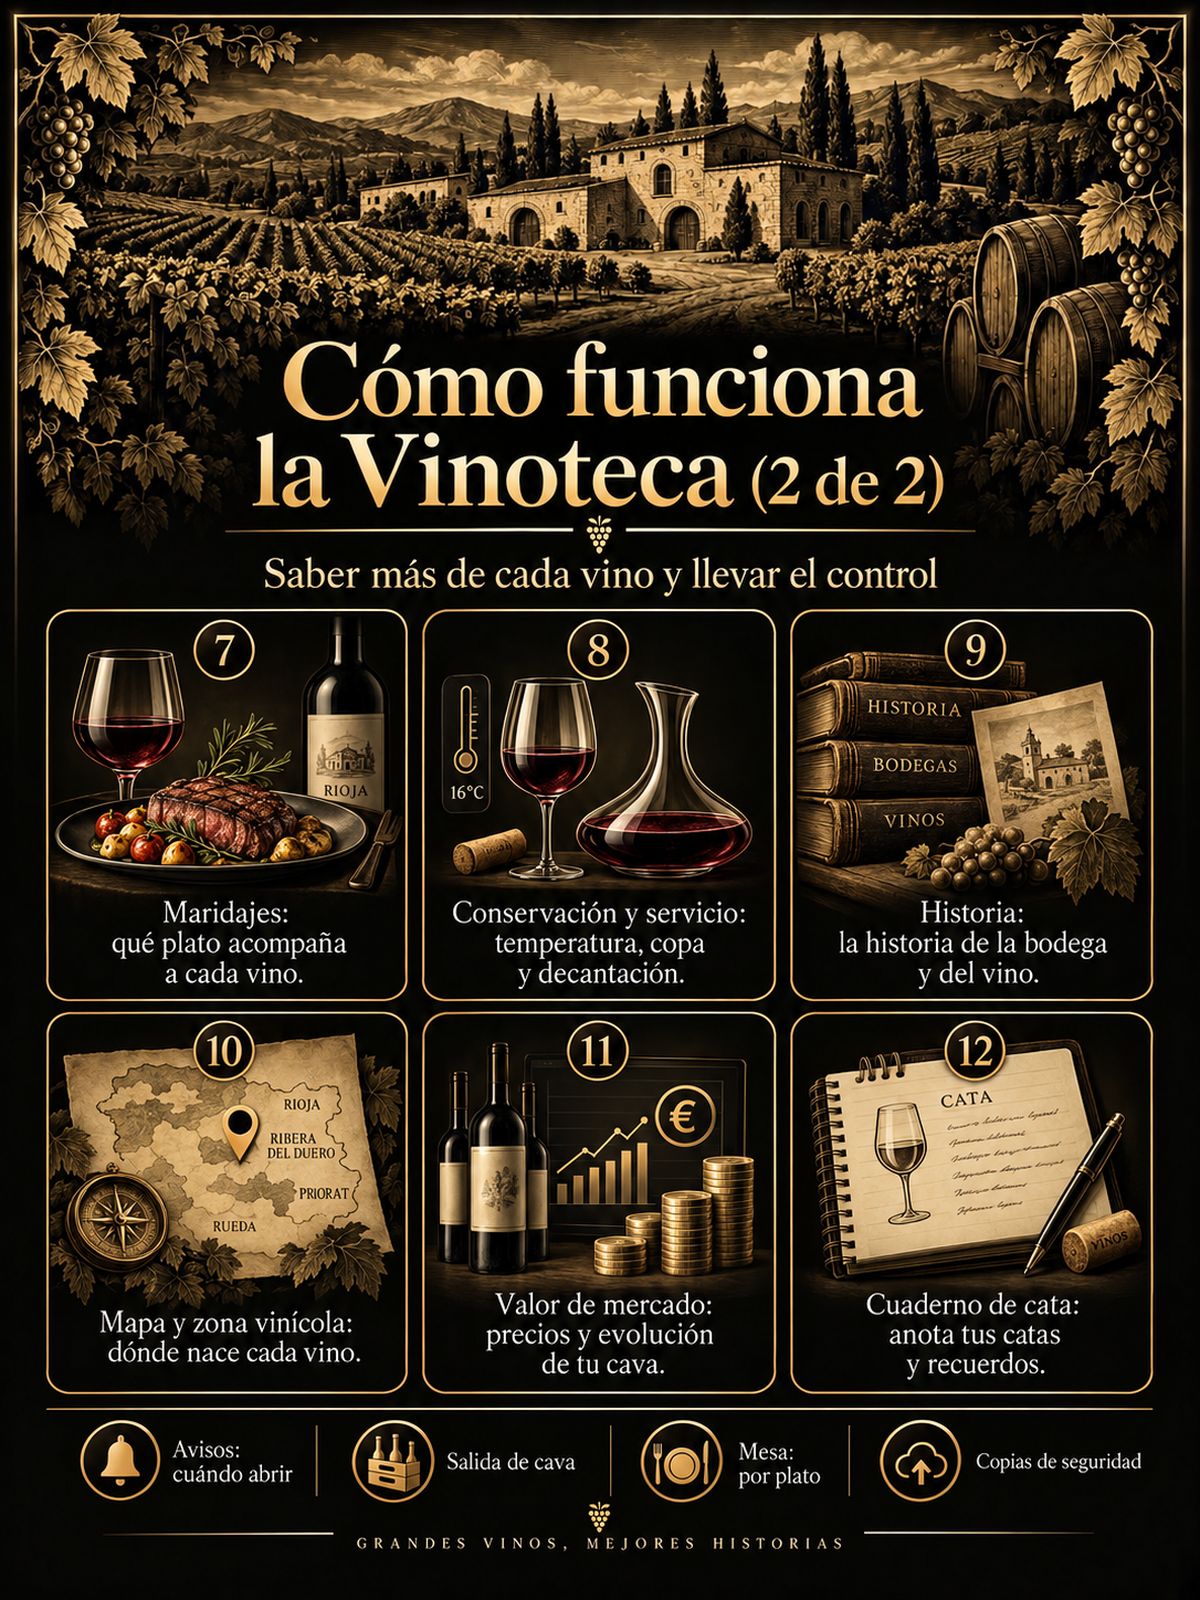 Cómo funciona
la Vinoteca (2 de 2)
Saber más de cada vino y llevar el control
7
RIOJA
Maridajes:
qué plato acompaña
a cada vino.
8
16°C
Conservación y servicio:
temperatura, copa
y decantación.
9
HISTORIA
BODEGAS
VINOS
Historia:
la historia de la bodega
y del vino.
10
RIOJA
RIBERA
DEL DUERO
PRIORAT
RUEDA
Mapa y zona vinícola:
dónde nace cada vino.
11
€
Valor de mercado:
precios y evolución
de tu cava.
12
CATA
VINOS
Cuaderno de cata:
anota tus catas
y recuerdos.
Avisos:
cuándo abrir
Salida de cava
Mesa:
por plato
Copias de seguridad
GRANDES VINOS, MEJORES HISTORIAS